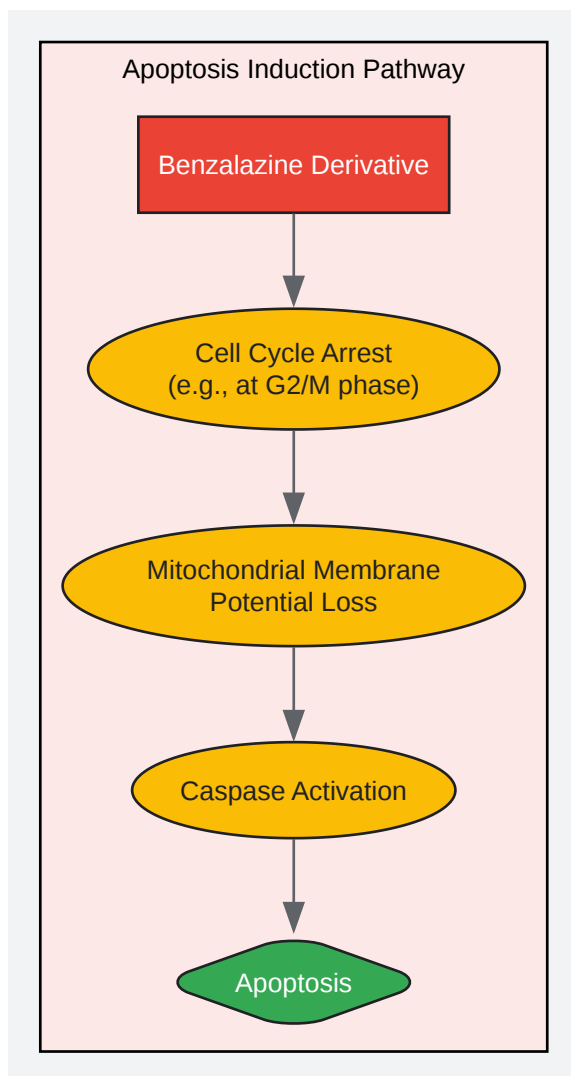 Apoptosis Induction Pathway
Benzalazine Derivative
Cell Cycle Arrest
(e.g., at G2/M phase)
Mitochondrial Membrane
Potential Loss
Caspase Activation
Apoptosis